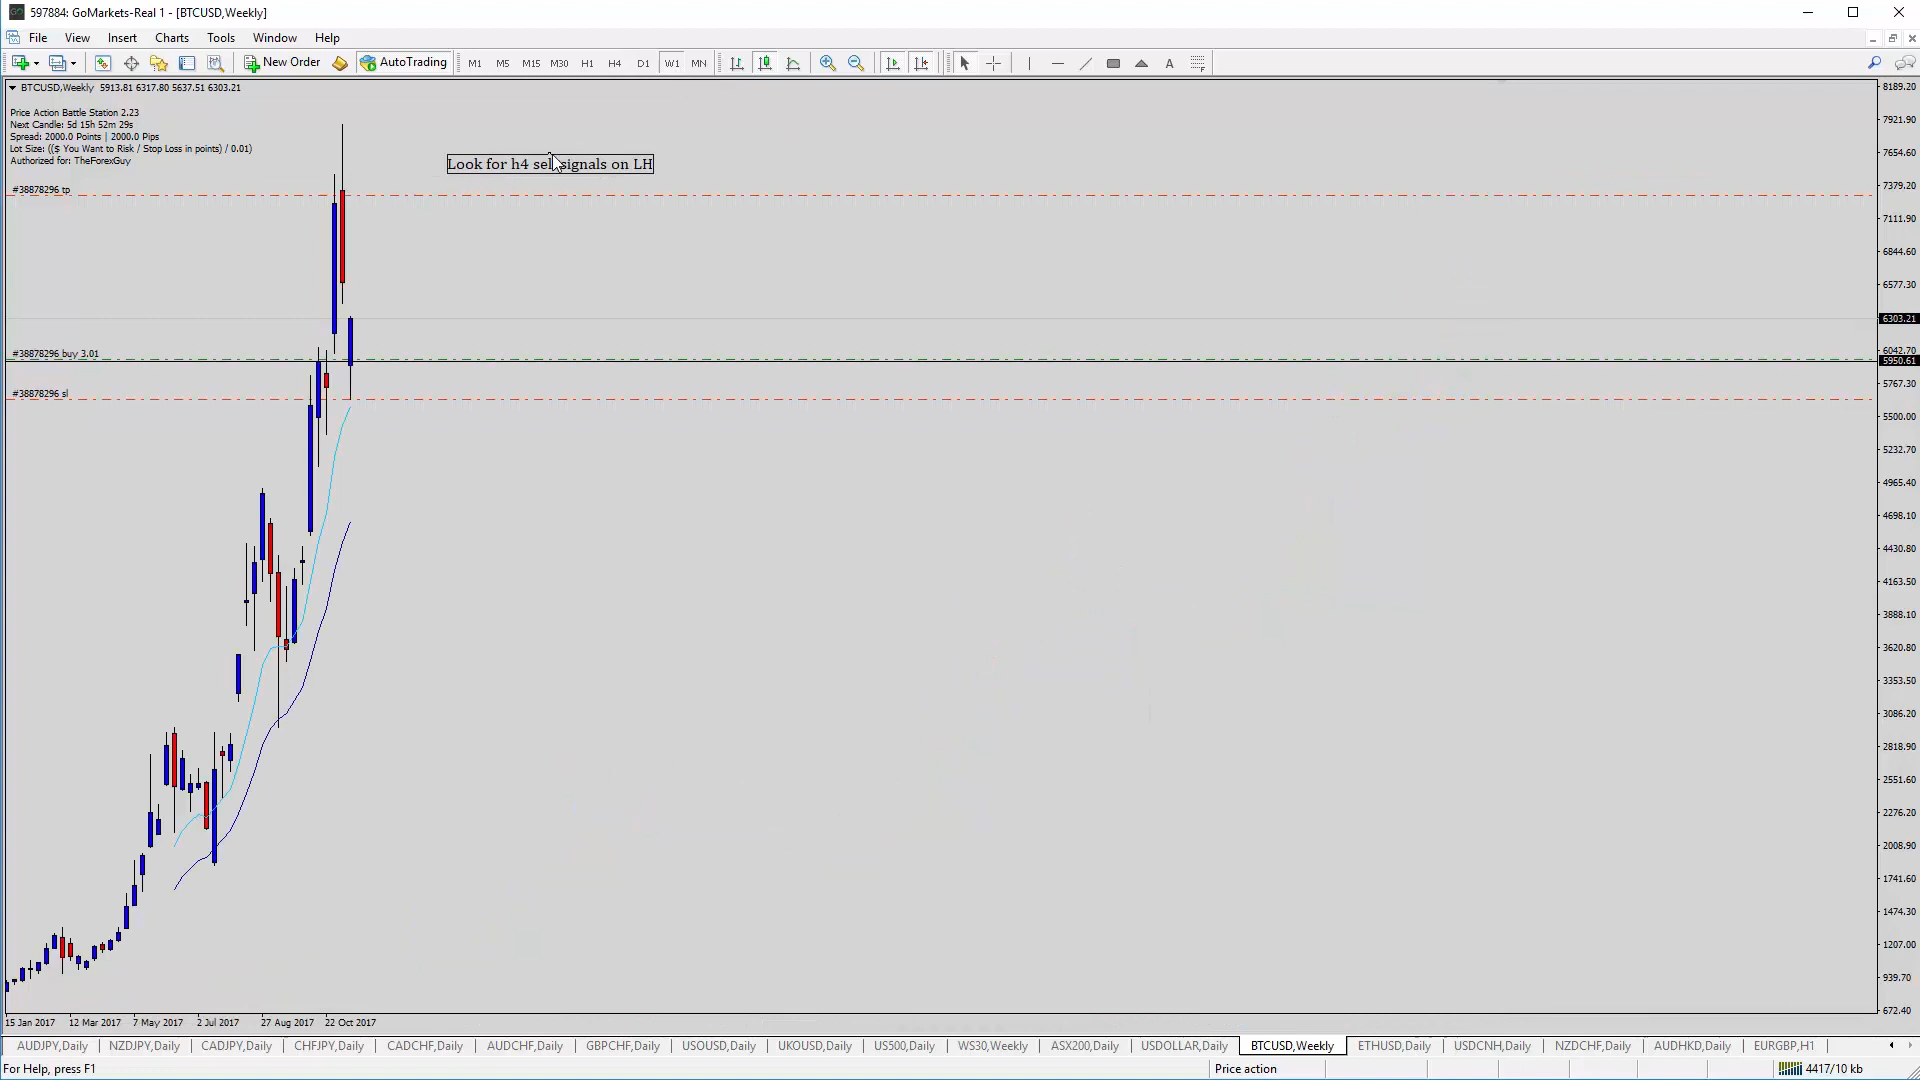 597884: GoMarkets-Real 1 - [BTCUSD,Weekly]
File View Insert Charts Tools Window Help
New Order AutoTrading M1 M5 M15 M30 H1 H4 D1 W1 MN A
BTCUSD,Weekly 5913.81 6317.80 5637.51 6303.21
Price Action Battle Station 2.23
Next Candle: 5d 15h 52m 29s
Spread: 2000.0 Points | 2000.0 Pips
Lot Size: (($ You Want to Risk / Stop Loss in points) / 0.01)
Authorized for: TheForexGuy
Look for h4 sell signals on LH
#38878296 tp
#38878296 buy 3.01
#38878296 sl
8189.20
7921.90
7654.60
7379.20
7111.90
6844.60
6577.30
6303.21
6042.70
5950.61
5767.30
5500.00
5232.70
4965.40
4698.10
4430.80
4163.50
3888.10
3620.80
3353.50
3086.20
2818.90
2551.60
2276.20
2008.90
1741.60
1474.30
1207.00
939.70
672.40
15 Jan 2017 12 Mar 2017 7 May 2017 2 Jul 2017 27 Aug 2017 22 Oct 2017
AUDJPY,Daily NZDJPY,Daily CADJPY,Daily CHFJPY,Daily CADCHF,Daily AUDCHF,Daily GBPCHF,Daily USOUSD,Daily UKOUSD,Daily US500,Daily WS30,Weekly ASX200,Daily USDOLLAR,Daily BTCUSD,Weekly ETHUSD,Daily USDCNH,Daily NZDCHF,Daily AUDHKD,Daily EURGBP,H1
For Help, press F1 Price action 4417/10 kb